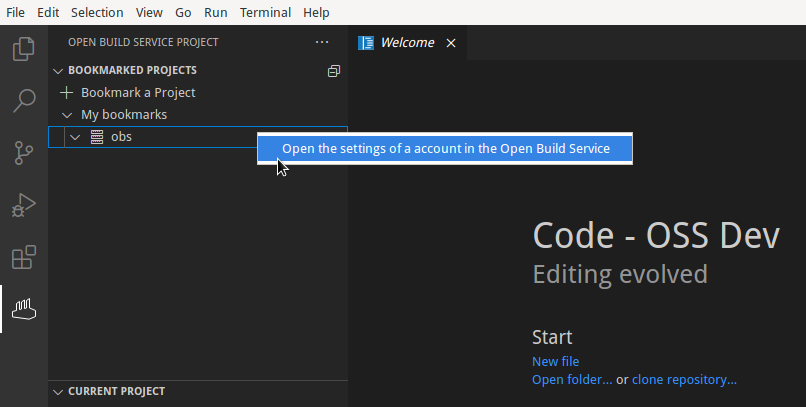 File Edit Selection View Go Run Terminal Help
OPEN BUILD SERVICE PROJECT ...
Welcome
BOOKMARKED PROJECTS
Bookmark a Project
My bookmarks
obs
Open the settings of a account in the Open Build Service
Code - OSS Dev
Editing evolved
Start
New file
Open folder... or clone repository...
CURRENT PROJECT